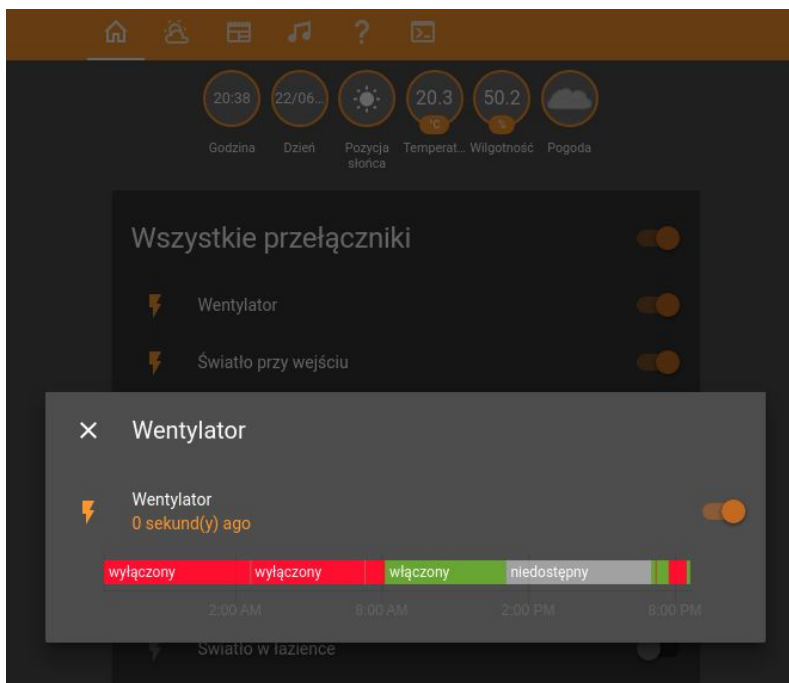 ?
20:38
22/06...
20.3
50.2
°C
%
Godzina
Dzień
Pozycja
słońca
Temperat...
Wilgotność
Pogoda
Wszystkie przełączniki
Wentylator
Światło przy wejściu
Wentylator
Wentylator
0 sekund(y) ago
wyłączony
wyłączony
włączony
niedostępny
2:00 AM
8:00 AM
2:00 PM
8:00 PM
Światło w łazience